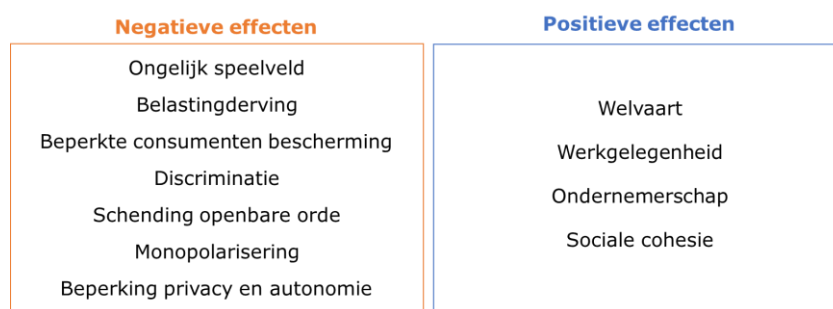 Negatieve effecten
Ongelijk speelveld
Belastingderving
Beperkte consumenten bescherming
Discriminatie
Schending openbare orde
Monopolarisering
Beperking privacy en autonomie
Positieve effecten
Welvaart
Werkgelegenheid
Ondernemerschap
Sociale cohesie